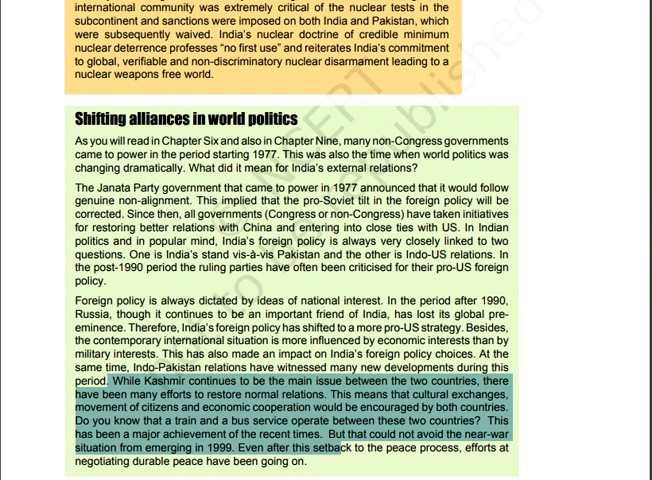 international community was extremely critical of the nuclear tests in the
subcontinent and sanctions were imposed on both India and Pakistan, which
were subsequently waived. India's nuclear doctrine of credible minimum
nuclear deterrence professes “no first use” and reiterates India's commitment
to global, verifiable and non-discriminatory nuclear disarmament leading to a
nuclear weapons free world.
Shifting alliances in world politics
As you will read in Chapter Six and also in Chapter Nine, many non-Congress governments
came to power in the period starting 1977. This was also the time when world politics was
changing dramatically. What did it mean for India's external relations?
The Janata Party government that came to power in 1977 announced that it would follow
genuine non-alignment. This implied that the pro-Soviet tilt in the foreign policy will be
corrected. Since then, all governments (Congress or non-Congress) have taken initiatives
for restoring better relations with China and entering into close ties with US. In Indian
politics and in popular mind, India's foreign policy is always very closely linked to two
questions. One is India's stand vis-à-vis Pakistan and the other is Indo-US relations. In
the post-1990 period the ruling parties have often been criticised for their pro-US foreign
policy.
Foreign policy is always dictated by ideas of national interest. In the period after 1990,
Russia, though it continues to be an important friend of India, has lost its global pre-
eminence. Therefore, India's foreign policy has shifted to a more pro-US strategy. Besides,
the contemporary international situation is more influenced by economic interests than by
military interests. This has also made an impact on India's foreign policy choices. At the
same time, Indo-Pakistan relations have witnessed many new developments during this
period. While Kashmir continues to be the main issue between the two countries, there
have been many efforts to restore normal relations. This means that cultural exchanges,
movement of citizens and economic cooperation would be encouraged by both countries.
Do you know that a train and a bus service operate between these two countries? This
has been a major achievement of the recent times. But that could not avoid the near-war
situation from emerging in 1999. Even after this setback to the peace process, efforts at
negotiating durable peace have been going on.
© NCERT
not to be republished